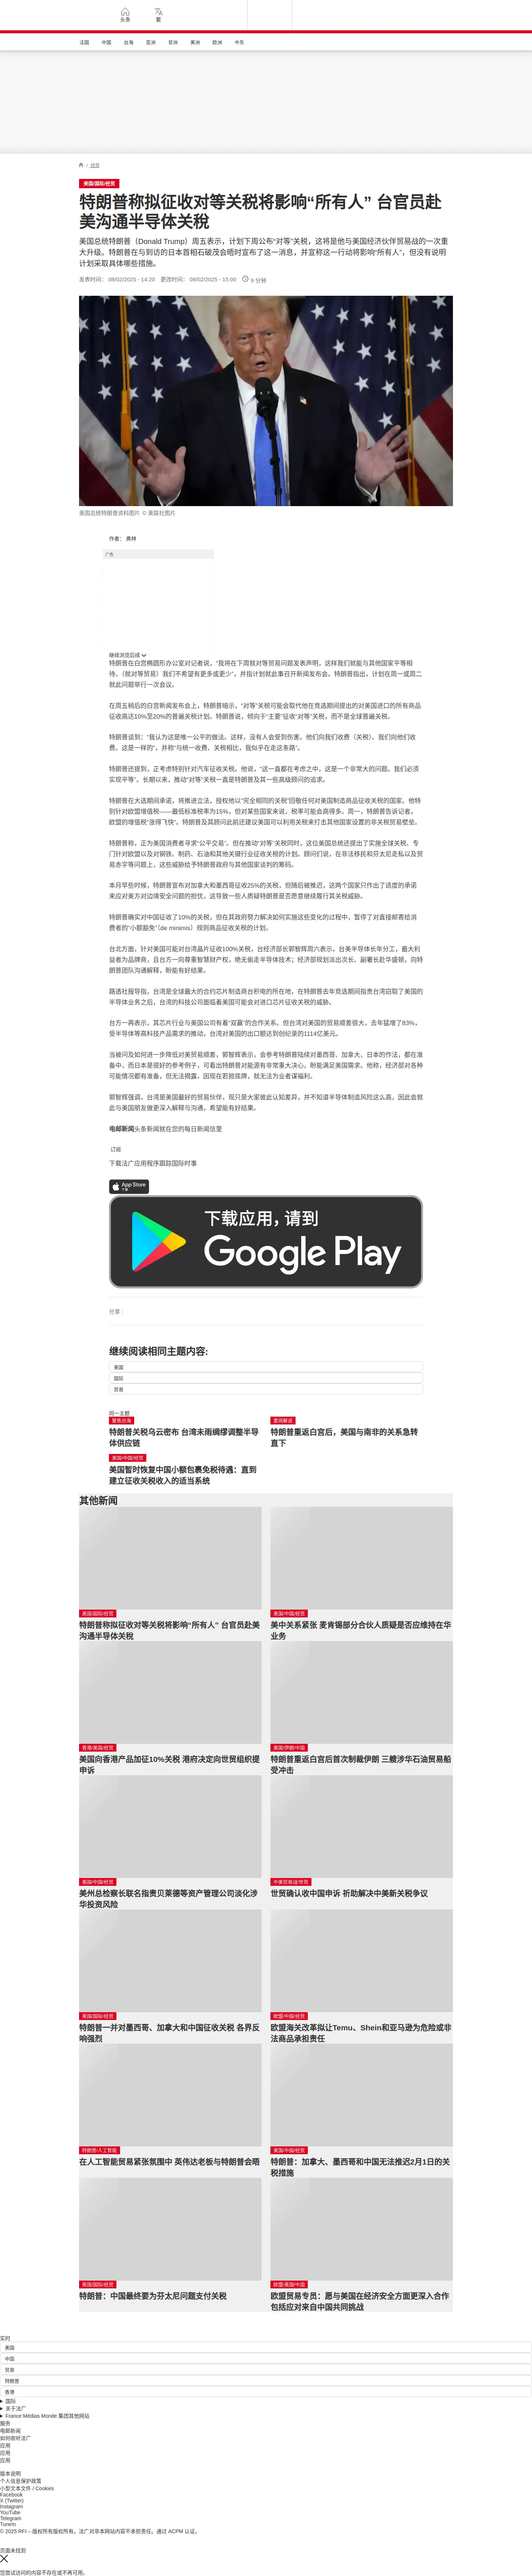 头条
繁
法国
中国
台海
亚洲
非洲
美洲
欧洲
中东
/ 经贸
美国/国际/经贸
特朗普称拟征收对等关税将影响“所有人” 台官员赴
美沟通半导体关稅
美国总统特朗普（Donald Trump）周五表示，计划下周公布“对等”关税，这将是他与美国经济伙伴贸易战的一次重
大升级。特朗普在与到访的日本首相石破茂会晤时宣布了这一消息，并宣称这一行动将影响“所有人”，但没有说明
计划采取具体哪些措施。
发表时间： 08/02/2025 - 14:20 更改时间： 08/02/2025 - 15:00
9 分钟
美国总统特朗普资料图片 © 美联社图片
作者： 弗林
广告
继续浏览后续
特朗普在白宫椭圆形办公室对记者说，“我将在下周就对等贸易问题发表声明，这样我们就能与其他国家平等相
待。（就对等贸易）我们不希望有更多或更少”，并指计划就此事召开新闻发布会。特朗普指出，计划在周一或周二
就此问题举行一次会议。
在周五稍后的白宫新闻发布会上，特朗普暗示，“对等”关税可能会取代他在竞选期间提出的对美国进口的所有商品
征收高达10%至20%的普遍关税计划。特朗普说，倾向于“主要”征收“对等”关税，而不是全球普遍关税。
特朗普谈到：“我认为这是唯一公平的做法。这样，没有人会受到伤害。他们向我们收费（关税）。我们向他们收
费。这是一样的”，并称“与统一收费、关税相比，我似乎在走这条路”。
特朗普还提到，正考虑特别针对汽车征收关税。他说，“这一直都在考虑之中，这是一个非常大的问题。我们必须
实现平等”。长期以来，推动“对等”关税一直是特朗普及其一些高级顾问的追求。
特朗普在大选期间承诺，将推进立法，授权他以“完全相同的关税”回敬任何对美国制造商品征收关税的国家。他特
别针对欧盟增值税——最低标准税率为15%，但对某些国家来说，税率可能会高得多。周一，特朗普告诉记者，
欧盟的增值税“涨得飞快”。特朗普及其顾问此前还建议美国可以利用关税来打击其他国家设置的非关税贸易壁垒。
特朗普称，正为美国消费者寻求“公平交易”。但在推动“对等”关税同时，这位美国总统还提出了实施全球关税、专
门针对欧盟以及对钢铁、制药、石油和其他关键行业征收关税的计划。顾问们说，在非法移民和芬太尼走私以及贸
易赤字等问题上，这些威胁给予特朗普政府与其他国家谈判的筹码。
本月早些时候，特朗普宣布对加拿大和墨西哥征收25%的关税，但随后被推迟，这两个国家只作出了适度的承诺
来应对美方对边境安全问题的担忧，这导致一些人质疑特朗普是否愿意继续履行其关税威胁。
特朗普确实对中国征收了10%的关税，但在其政府努力解决如何实施这些变化的过程中，暂停了对直接邮寄给消
费者的“小额豁免”（de minimis）规则商品征收关税的计划。
台北方面，针对美国可能对台湾晶片征收100%关税，台经济部长郭智辉周六表示，台美半导体长年分工，最大利
益者为品牌商，且台方一向尊重智慧财产权，绝无偷走半导体技术；经济部规划派出次长、副署长赴华盛顿，向特
朗普团队沟通解释，盼能有好结果。
路透社报导指，台湾是全球最大的合约芯片制造商台积电的所在地，在特朗普去年竞选期间指责台湾窃取了美国的
半导体业务之后，台湾的科技公司面临着美国可能会对进口芯片征收关税的威胁。
台方一再表示，其芯片行业与美国公司有着“双赢”的合作关系。但台湾对美国的贸易顺差很大，去年猛增了83%，
受半导体等高科技产品需求的推动，台湾对美国的出口额达到创纪录的1114亿美元。
当被问及如何进一步降低对美贸易顺差，郭智辉表示，会参考特朗普陆续对墨西哥、加拿大、日本的作法，都在准
备中，而日本是很好的参考例子，可看出特朗普对能源有非常重大决心，盼能满足美国需求。他称，经济部对各种
可能情况都有准备，但无法揭露，因现在若掀底牌，就无法为业者谋福利。
郭智辉强调，台湾是美国最好的贸易伙伴，现只是大家彼此认知差异，并不知道半导体制造风险这么高，因此会就
此与美国朋友做更深入解释与沟通，希望能有好结果。
电邮新闻头条新闻就在您的每日新闻信里
订阅
下载法广应用程序跟踪国际时事
App Store
下载应用，请到
Google Play
分享 :
继续阅读相同主题内容:
美国
国际
贸易
同一主题
聚焦台海
特朗普关税乌云密布 台湾未雨绸缪调整半导
体供应链
要闻解说
特朗普重返白宫后，美国与南非的关系急转
直下
美国/中国/经贸
美国暂时恢复中国小额包裹免税待遇：直到
建立征收关税收入的适当系统
其他新闻
美国/国际/经贸
特朗普称拟征收对等关税将影响“所有人” 台官员赴美
沟通半导体关稅
美国/中国/经贸
美中关系紧张 麦肯锡部分合伙人质疑是否应维持在华
业务
香港/美国/经贸
美国向香港产品加征10%关税 港府决定向世贸组织提
申诉
美国/伊朗/中国
特朗普重返白宫后首次制裁伊朗 三艘涉华石油贸易船
受冲击
美国/中国/经贸
美州总检察长联名指责贝莱德等资产管理公司淡化涉
华投资风险
中美贸易战/经贸
世贸确认收中国申诉 祈助解决中美新关税争议
美国/国际/经贸
特朗普一并对墨西哥、加拿大和中国征收关税 各界反
响强烈
欧盟/中国/经贸
欧盟海关改革拟让Temu、Shein和亚马逊为危险或非
法商品承担责任
特朗普/人工智能
在人工智能贸易紧张氛围中 英伟达老板与特朗普会晤
美国/中国/经贸
特朗普：加拿大、墨西哥和中国无法推迟2月1日的关
税措施
美国/国际/经贸
特朗普：中国最终要为芬太尼问题支付关税
欧盟/美国/中国
欧盟贸易专员：愿与美国在经济安全方面更深入合作
包括应对来自中国共同挑战
实时
美国
中国
贸易
特朗普
香港
国际
关于法广
France Médias Monde 集团其他网站
服务
电邮新闻
如何收听法广
应用
应用
应用
版本说明
个人信息保护政策
小型文本文件 / Cookies
Facebook
X (Twitter)
Instagram
YouTube
Telegram
TuneIn
© 2025 RFI – 版权所有版权所有。法广对非本网站内容不承担责任。通过 ACPM 认证。
页面未找到
您尝试访问的内容不存在或不再可用。